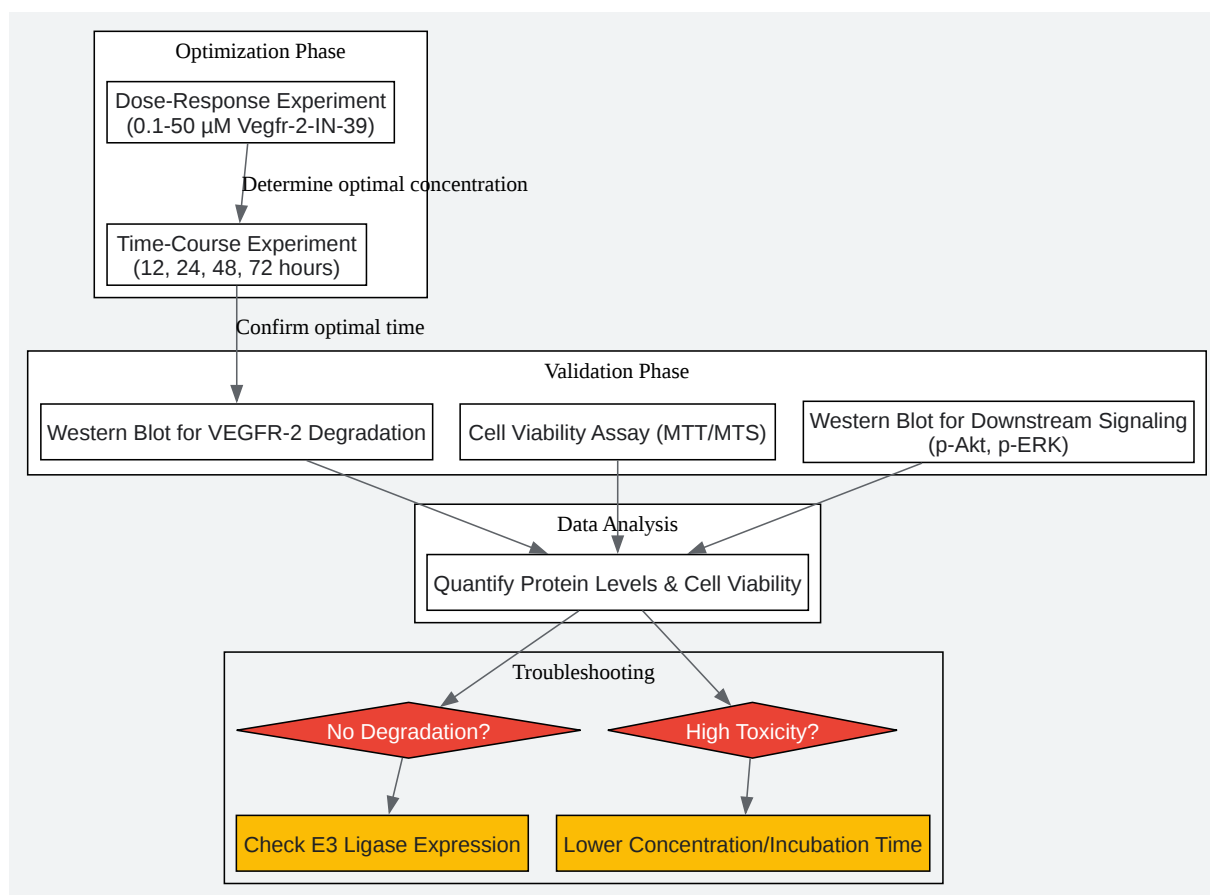 Optimization Phase
Dose-Response Experiment
(0.1-50 µM Vegfr-2-IN-39)
Determine optimal concentration
Time-Course Experiment
(12, 24, 48, 72 hours)
Confirm optimal time
Validation Phase
Western Blot for VEGFR-2 Degradation
Cell Viability Assay (MTT/MTS)
Western Blot for Downstream Signaling
(p-Akt, p-ERK)
Data Analysis
Quantify Protein Levels & Cell Viability
Troubleshooting
No Degradation?
High Toxicity?
Check E3 Ligase Expression
Lower Concentration/Incubation Time